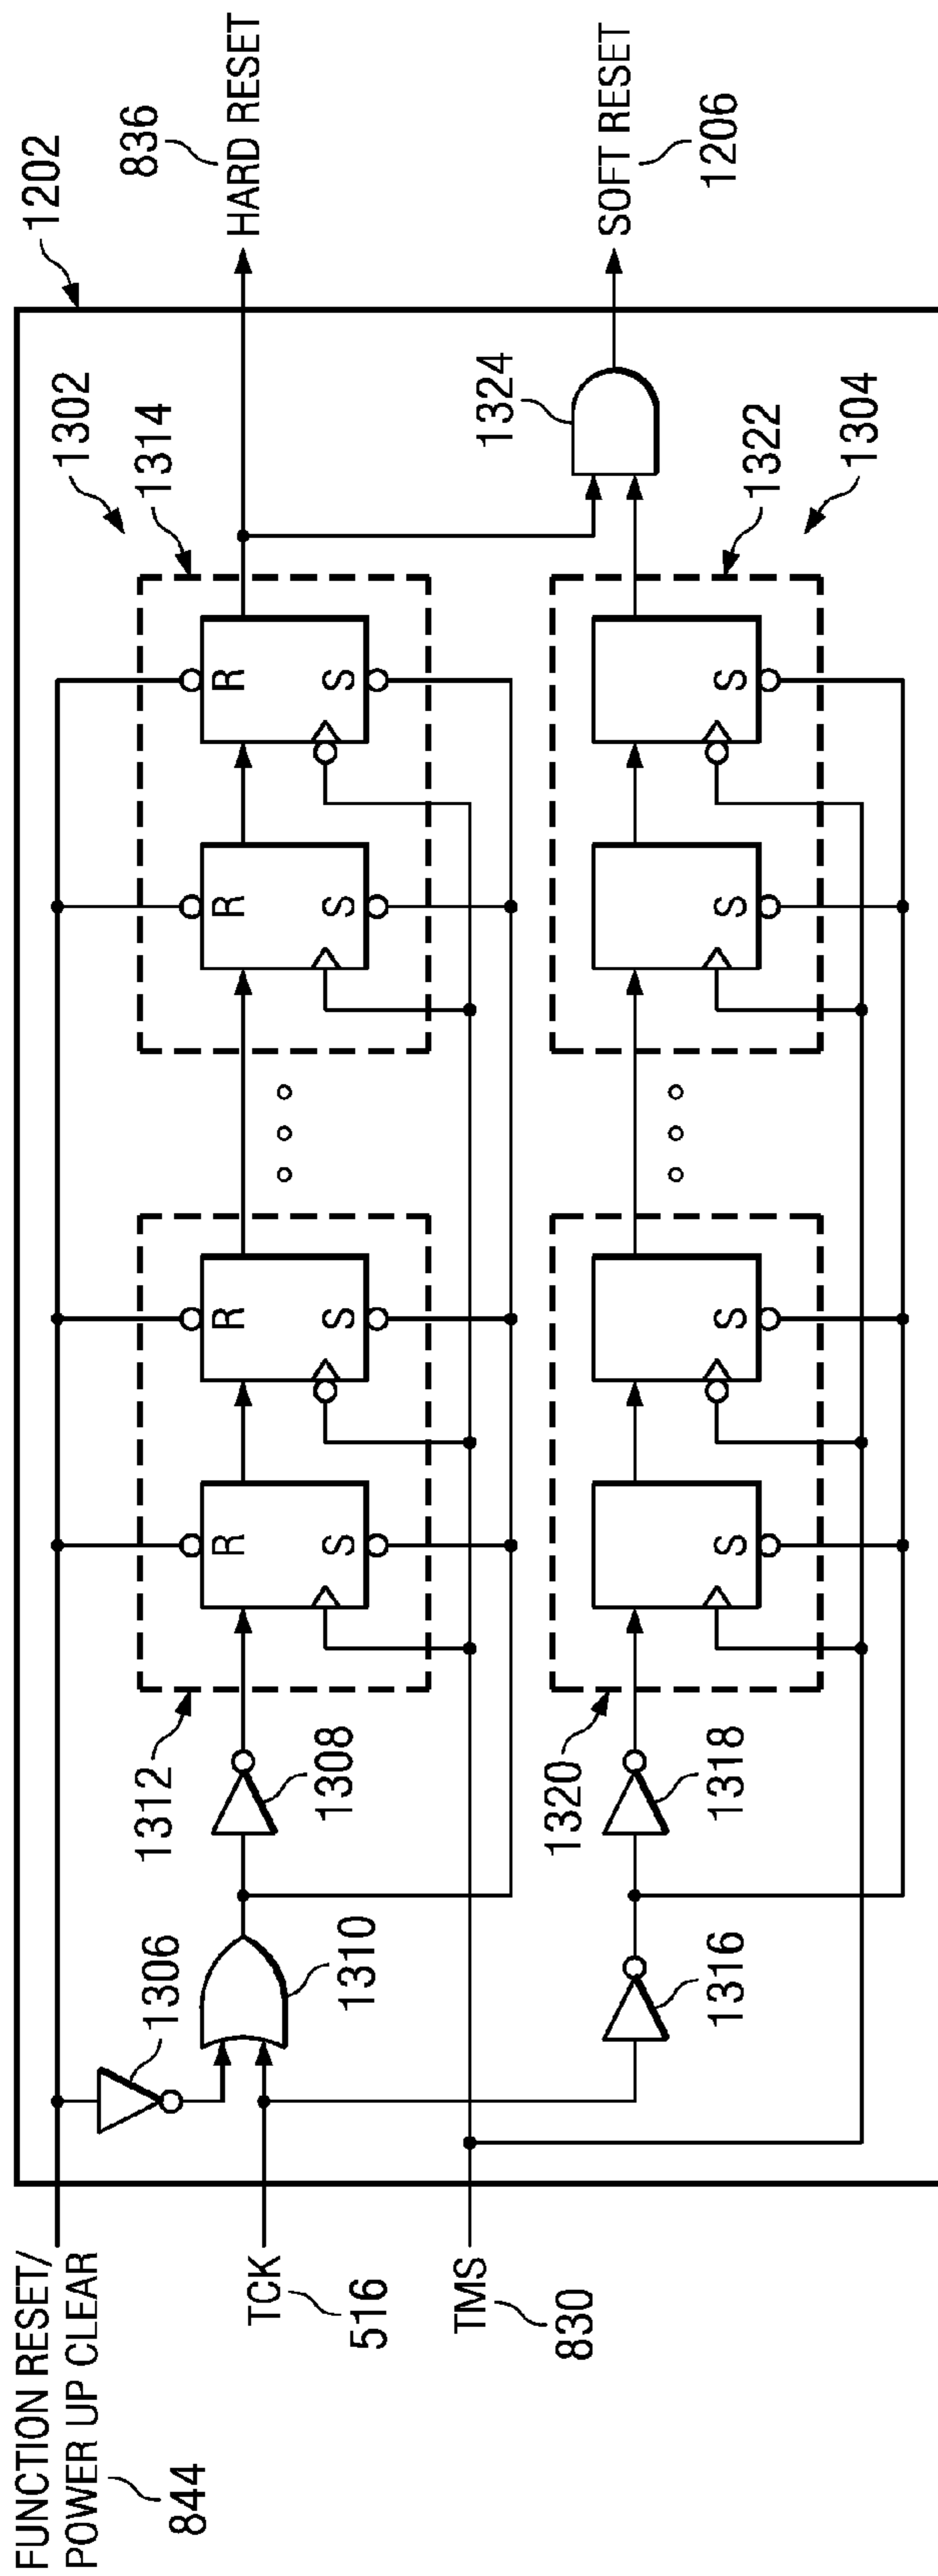 1202
836
HARD RESET
1302
1314
R
S
R
S
R
S
R
S
1312
1306
1310
1308
FUNCTION RESET/
POWER UP CLEAR
844
TCK
516
TMS
830
1324
SOFT RESET
1206
1322
1304
S
S
S
S
1320
1318
1316